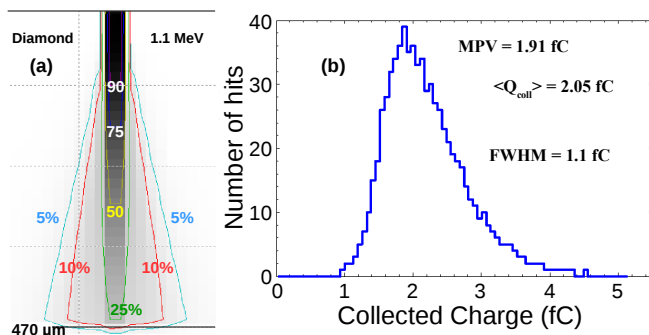 Diamond
1.1 MeV
(a)
90
75
50
5%
5%
10%
10%
25%
470 µm
(b)
MPV = 1.91 fC
<Qcoll> = 2.05 fC
FWHM = 1.1 fC
Number of hits
40
30
20
10
0
0
1
2
3
4
5
Collected Charge (fC)